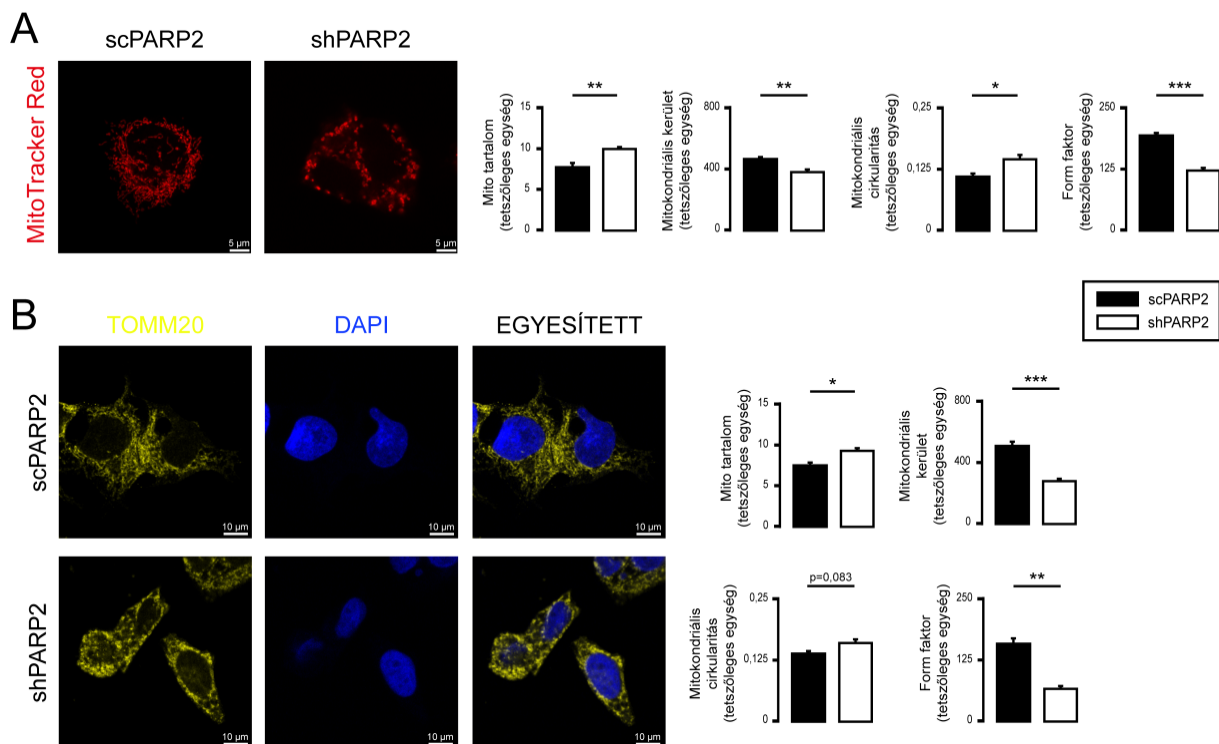 A
scPARP2
shPARP2
MitoTracker Red
5 µm
5 µm
Mito tartalom
(tetszőleges egység)
15
10
5
0
**
Mitokondriális kerület
(tetszőleges egység)
800
400
0
**
Mitokondriális
cirkularitás
(tetszőleges egység)
0,25
0,125
0
*
Form faktor
(tetszőleges egység)
250
125
0
***
scPARP2
shPARP2
B
TOMM20
DAPI
EGYESÍTETT
scPARP2
10 µm
10 µm
10 µm
shPARP2
10 µm
10 µm
10 µm
Mito tartalom
(tetszőleges egység)
15
10
5
0
*
Mitokondriális
kerület
(tetszőleges egység)
800
400
0
***
Mitokondriális
cirkularitás
(tetszőleges egység)
0,25
0,125
0
p=0,083
Form faktor
(tetszőleges egység)
250
125
0
**